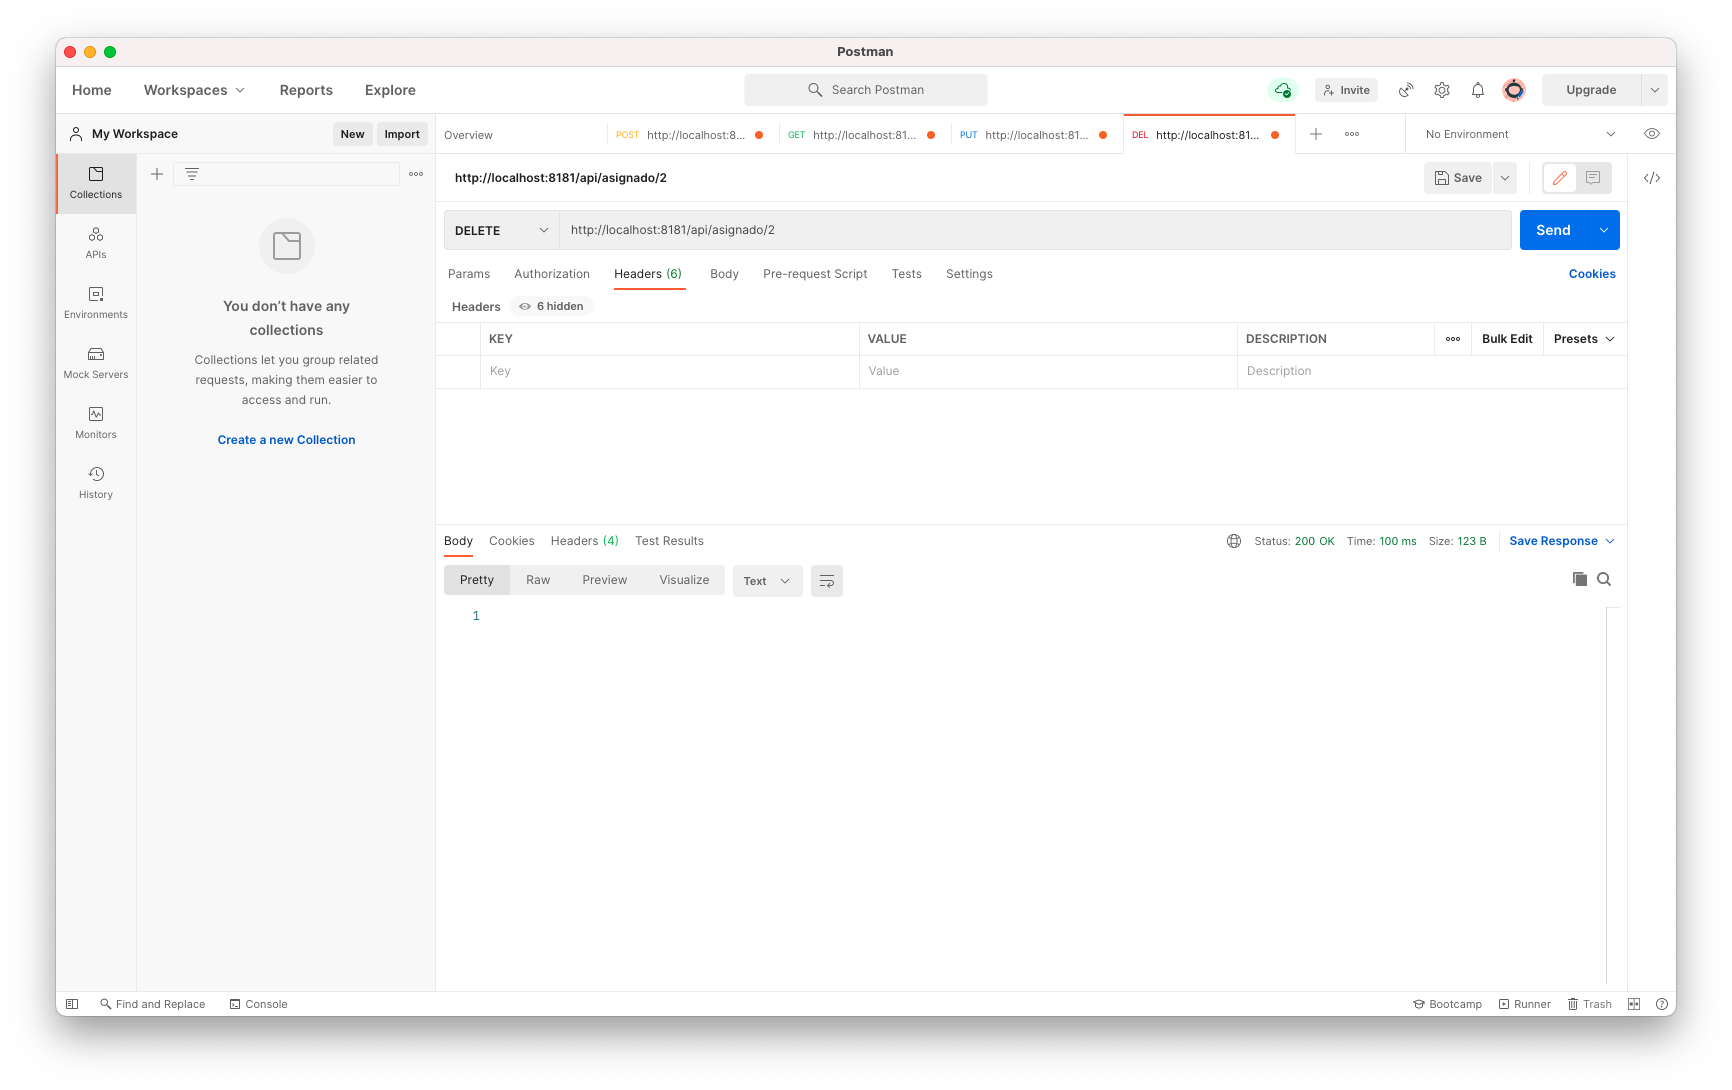 Postman
Home Workspaces Reports Explore Search Postman Invite Upgrade
My Workspace New Import
Overview POST http://localhost:8... GET http://localhost:81... PUT http://localhost:81... DEL http://localhost:81... No Environment
Collections
APIs
Environments
Mock Servers
Monitors
History
You don't have any
collections
Collections let you group related
requests, making them easier to
access and run.
Create a new Collection
http://localhost:8181/api/asignado/2 Save
DELETE http://localhost:8181/api/asignado/2 Send
Params Authorization Headers (6) Body Pre-request Script Tests Settings Cookies
Headers 6 hidden
KEY VALUE DESCRIPTION Bulk Edit Presets
Key Value Description
Body Cookies Headers (4) Test Results Status: 200 OK Time: 100 ms Size: 123 B Save Response
Pretty Raw Preview Visualize Text
1
Find and Replace Console Bootcamp Runner Trash